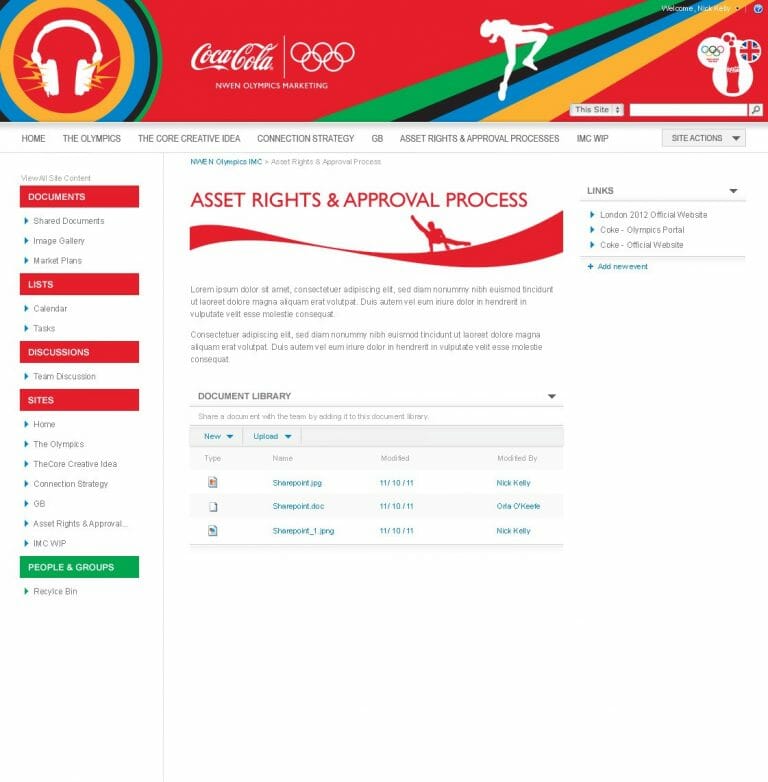 Welcome, Nick Kelly
Coca-Cola
NWEN OLYMPICS MARKETING
This Site
HOME THE OLYMPICS THE CORE CREATIVE IDEA CONNECTION STRATEGY GB ASSET RIGHTS & APPROVAL PROCESSES IMC WIP SITE ACTIONS
NWEN Olympics IMC > Asset Rights & Approval Process
View All Site Content
DOCUMENTS
Shared Documents
Image Gallery
Market Plans
LISTS
Calendar
Tasks
DISCUSSIONS
Team Discussion
SITES
Home
The Olympics
TheCore Creative Idea
Connection Strategy
GB
Asset Rights & Approval...
IMC WIP
PEOPLE & GROUPS
Recylce Bin
ASSET RIGHTS & APPROVAL PROCESS
Lorem ipsum dolor sit amet, consectetuer adipiscing elit, sed diam nonummy nibh euismod tincidunt
ut laoreet dolore magna aliquam erat volutpat. Duis autem vel eum iriure dolor in hendrerit in
vulputate velit esse molestie consequat.
Consectetuer adipiscing elit, sed diam nonummy nibh euismod tincidunt ut laoreet dolore magna
aliquam erat volutpat. Duis autem vel eum iriure dolor in hendrerit in vulputate velit esse molestie
consequat
DOCUMENT LIBRARY
Share a document with the team by adding it to this document library.
New Upload
Type Name Modified Modified By
Sharepoint.jpg 11/ 10 / 11 Nick Kelly
Sharepoint.doc 11/ 10 / 11 Orla O'Keefe
Sharepoint_1.jpng 11/ 10 / 11 Nick Kelly
LINKS
London 2012 Official Website
Coke - Olympics Portal
Coke - Official Website
+ Add new event